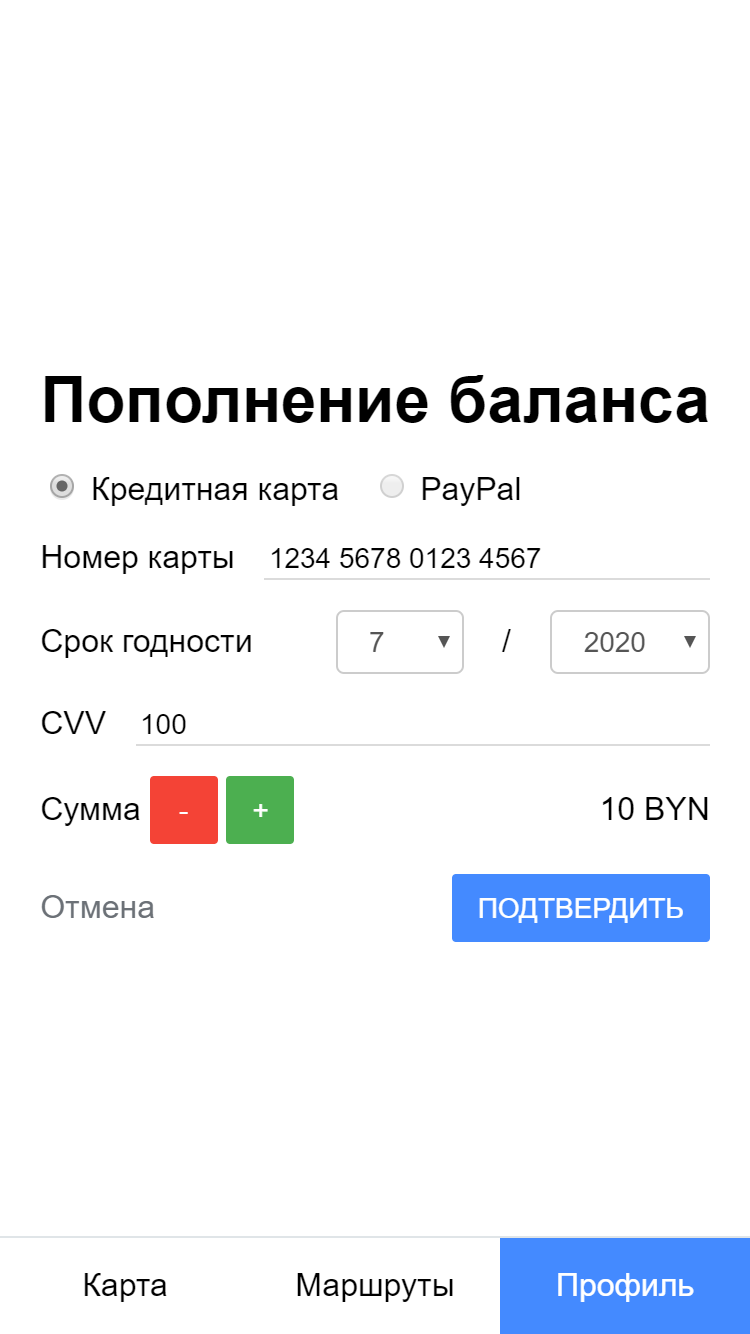 Пополнение баланса
Кредитная карта PayPal
Номер карты 1234 5678 0123 4567
Срок годности 7 / 2020
CVV 100
Сумма - + 10 BYN
Отмена ПОДТВЕРДИТЬ
Карта Маршруты Профиль